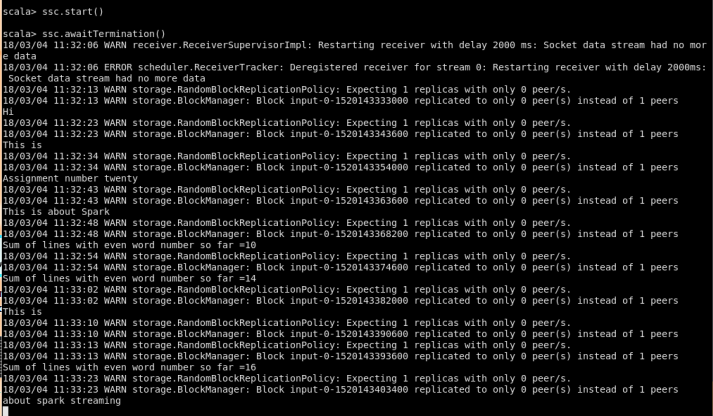 scala> ssc.start()
scala> ssc.awaitTermination()
18/03/04 11:32:06 WARN receiver.ReceiverSupervisorImpl: Restarting receiver with delay 2000 ms: Socket data stream had no mor
e data
18/03/04 11:32:06 ERROR scheduler.ReceiverTracker: Deregistered receiver for stream 0: Restarting receiver with delay 2000ms:
Socket data stream had no more data
18/03/04 11:32:13 WARN storage.RandomBlockReplicationPolicy: Expecting 1 replicas with only 0 peer/s.
18/03/04 11:32:13 WARN storage.BlockManager: Block input-0-1520143333000 replicated to only 0 peer(s) instead of 1 peers
Hi
18/03/04 11:32:23 WARN storage.RandomBlockReplicationPolicy: Expecting 1 replicas with only 0 peer/s.
18/03/04 11:32:23 WARN storage.BlockManager: Block input-0-1520143343600 replicated to only 0 peer(s) instead of 1 peers
This is
18/03/04 11:32:34 WARN storage.RandomBlockReplicationPolicy: Expecting 1 replicas with only 0 peer/s.
18/03/04 11:32:34 WARN storage.BlockManager: Block input-0-1520143354000 replicated to only 0 peer(s) instead of 1 peers
Assignment number twenty
18/03/04 11:32:43 WARN storage.RandomBlockReplicationPolicy: Expecting 1 replicas with only 0 peer/s.
18/03/04 11:32:43 WARN storage.BlockManager: Block input-0-1520143363600 replicated to only 0 peer(s) instead of 1 peers
This is about Spark
18/03/04 11:32:48 WARN storage.RandomBlockReplicationPolicy: Expecting 1 replicas with only 0 peer/s.
18/03/04 11:32:48 WARN storage.BlockManager: Block input-0-1520143368200 replicated to only 0 peer(s) instead of 1 peers
Sum of lines with even word number so far =10
18/03/04 11:32:54 WARN storage.RandomBlockReplicationPolicy: Expecting 1 replicas with only 0 peer/s.
18/03/04 11:32:54 WARN storage.BlockManager: Block input-0-1520143374600 replicated to only 0 peer(s) instead of 1 peers
Sum of lines with even word number so far =14
18/03/04 11:33:02 WARN storage.RandomBlockReplicationPolicy: Expecting 1 replicas with only 0 peer/s.
18/03/04 11:33:02 WARN storage.BlockManager: Block input-0-1520143382000 replicated to only 0 peer(s) instead of 1 peers
This is
18/03/04 11:33:10 WARN storage.RandomBlockReplicationPolicy: Expecting 1 replicas with only 0 peer/s.
18/03/04 11:33:10 WARN storage.BlockManager: Block input-0-1520143390600 replicated to only 0 peer(s) instead of 1 peers
18/03/04 11:33:13 WARN storage.RandomBlockReplicationPolicy: Expecting 1 replicas with only 0 peer/s.
18/03/04 11:33:13 WARN storage.BlockManager: Block input-0-1520143393600 replicated to only 0 peer(s) instead of 1 peers
Sum of lines with even word number so far =16
18/03/04 11:33:23 WARN storage.RandomBlockReplicationPolicy: Expecting 1 replicas with only 0 peer/s.
18/03/04 11:33:23 WARN storage.BlockManager: Block input-0-1520143403400 replicated to only 0 peer(s) instead of 1 peers
about spark streaming